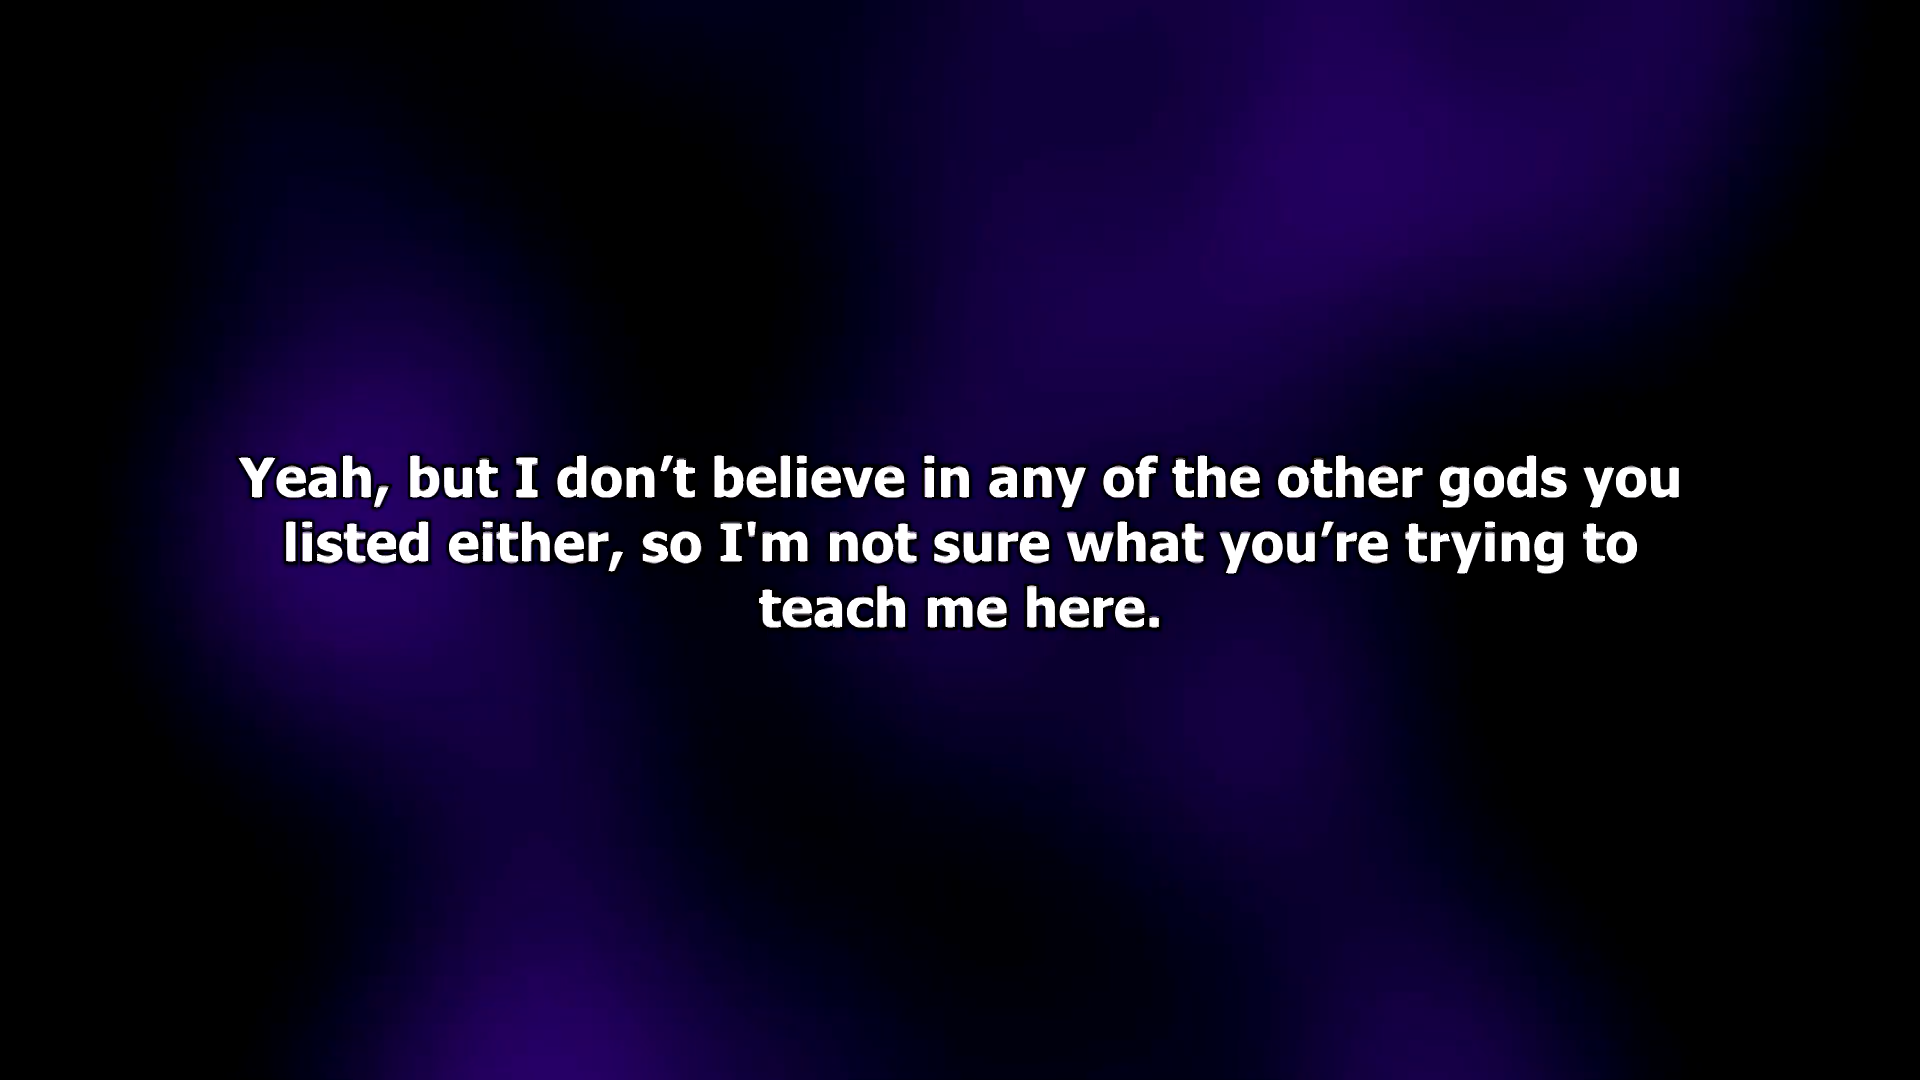 Yeah, but I don’t believe in any of the other gods you
listed either, so I'm not sure what you’re trying to
teach me here.